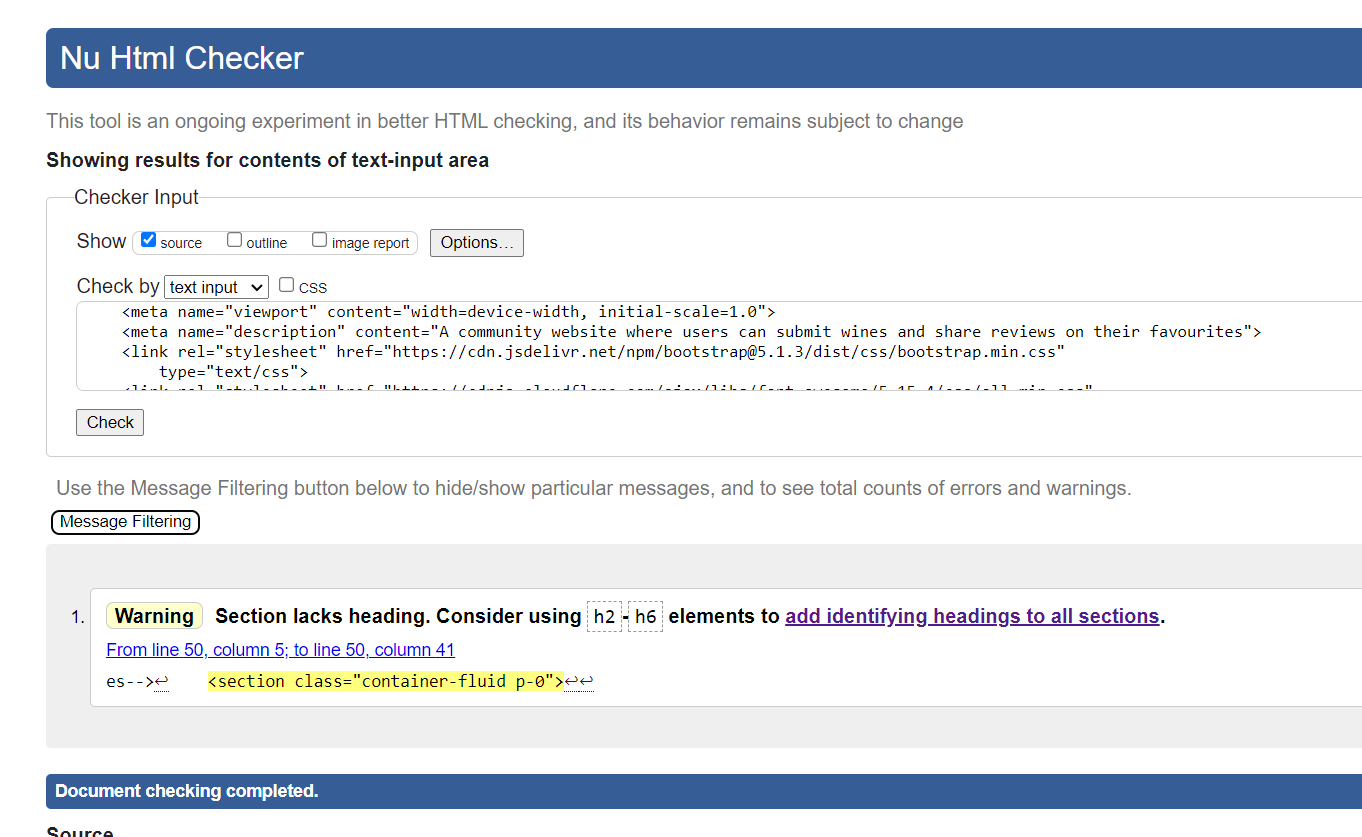 Nu Html Checker
This tool is an ongoing experiment in better HTML checking, and its behavior remains subject to change
Showing results for contents of text-input area
Checker Input
Show source outline image report Options...
Check by text input CSS
<meta name="viewport" content="width=device-width, initial-scale=1.0">
<meta name="description" content="A community website where users can submit wines and share reviews on their favourites">
<link rel="stylesheet" href="https://cdn.jsdelivr.net/npm/bootstrap@5.1.3/dist/css/bootstrap.min.css"
type="text/css">
Check
Use the Message Filtering button below to hide/show particular messages, and to see total counts of errors and warnings.
Message Filtering
1. Warning Section lacks heading. Consider using h2-h6 elements to add identifying headings to all sections.
From line 50, column 5; to line 50, column 41
es-->↩ <section class="container-fluid p-0">↩↩
Document checking completed.
Source